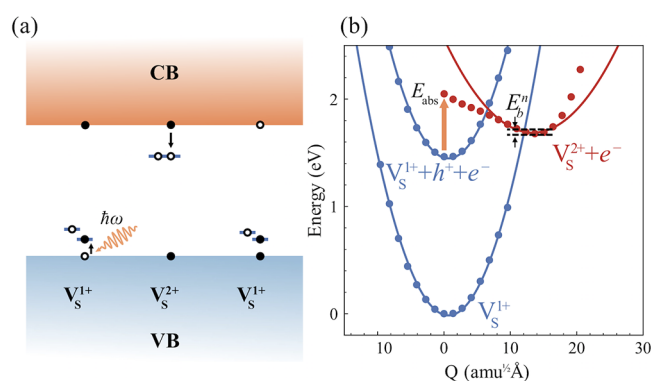 (a)
CB
ħω
V_S^{1+} V_S^{2+} V_S^{1+}
VB
(b)
Energy (eV)
2
1
0
E_abs
E_b^n
V_S^{1+}+h^++e^-
V_S^{2+}+e^-
V_S^{1+}
-10 0 10 20 30
Q (amu^{½}Å)